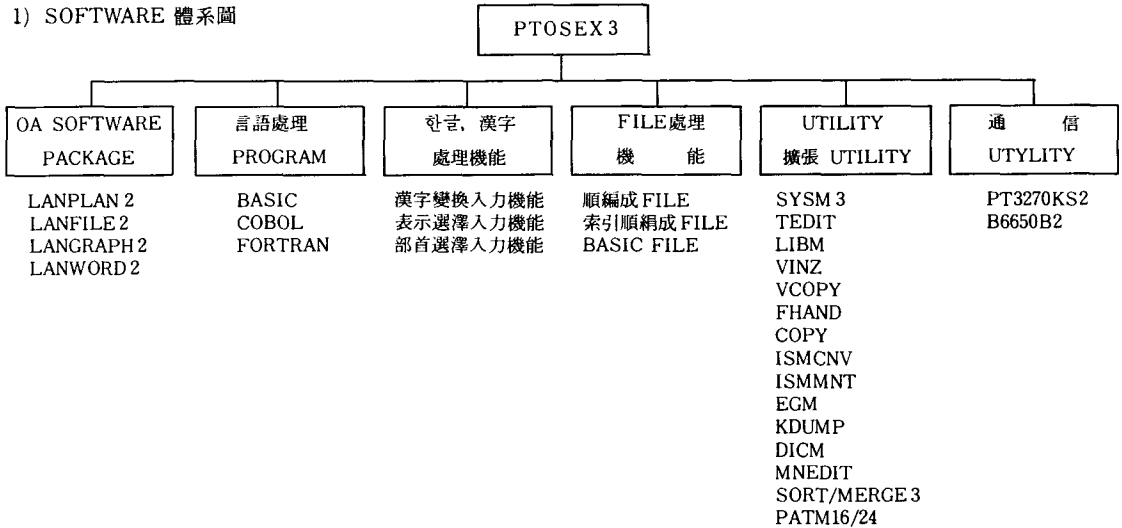 1) SOFTWARE 體系圖
PTOSEX 3
OA SOFTWARE
PACKAGE
LANPLAN 2
LANFILE 2
LANGRAPH 2
LANWORD 2
言語處理
PROGRAM
BASIC
COBOL
FORTRAN
한글, 漢字
處理機能
漢字變換入力機能
表示選澤入力機能
部首選澤入力機能
FILE處理
機 能
順編成 FILE
索引順絹成 FILE
BASIC FILE
UTILITY
擴張 UTILITY
SYSM 3
TEDIT
LIBM
VINZ
VCOPY
FHAND
COPY
ISMCNV
ISMMNT
EGM
KDUMP
DICM
MNEDIT
SORT/MERGE 3
PATM16/24
通 信
UTYLITY
PT3270KS2
B6650B2